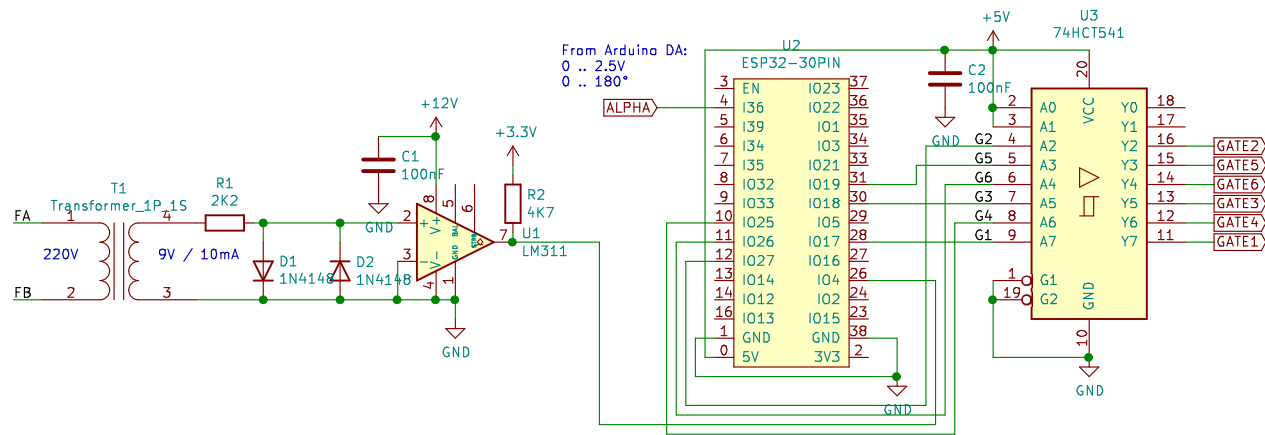 From Arduino DA:
0 .. 2.5V
0 .. 180°
ALPHA
FA
FB
220V
T1
Transformer_1P_1S
1
2
4
3
9V / 10mA
R1
2K2
D1
1N4148
D2
1N4148
+12V
C1
100nF
GND
2
3
8
5
6
7
4
1
+
-
V+
V-
BAL
GND
STRB
U1
LM311
+3.3V
R2
4K7
GND
U2
ESP32-30PIN
3 EN IO23 37
4 I36 IO22 36
5 I39 IO1 35
6 I34 IO3 34
7 I35 IO21 33
8 IO32 IO19 31
9 IO33 IO18 30
10 IO25 IO5 29
11 IO26 IO17 28
12 IO27 IO16 27
13 IO14 IO4 26
14 IO12 IO2 24
16 IO13 IO15 23
1 GND GND 38
0 5V 3V3 2
GND
+5V
C2
100nF
GND
U3
74HCT541
20
VCC
2 A0 Y0 18
3 A1 Y1 17
G2 4 A2 Y2 16 GATE2
G5 5 A3 Y3 15 GATE5
G6 6 A4 Y4 14 GATE6
G3 7 A5 Y5 13 GATE3
G4 8 A6 Y6 12 GATE4
G1 9 A7 Y7 11 GATE1
1 G1
19 G2
GND
10
GND